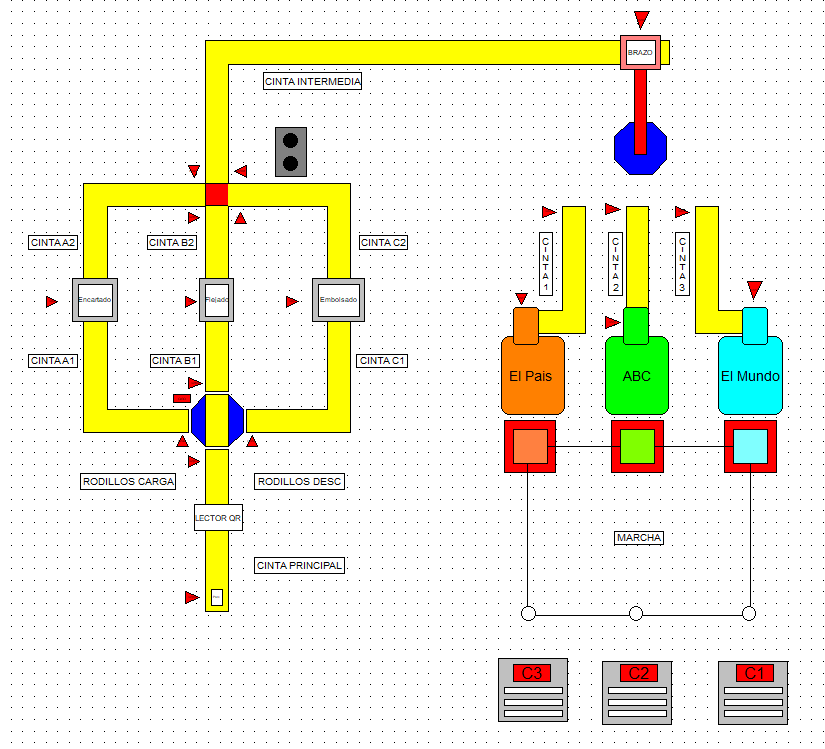 BRAZO
CINTA INTERMEDIA
CINTA A2
CINTA B2
CINTA C2
CINTA 1
CINTA 2
CINTA 3
Encartado
Flejado
Embolsado
CINTA A1
CINTA B1
CINTA C1
El Pais
ABC
El Mundo
RODILLOS CARGA
RODILLOS DESC
LECTOR QR
MARCHA
CINTA PRINCIPAL
C3
C2
C1